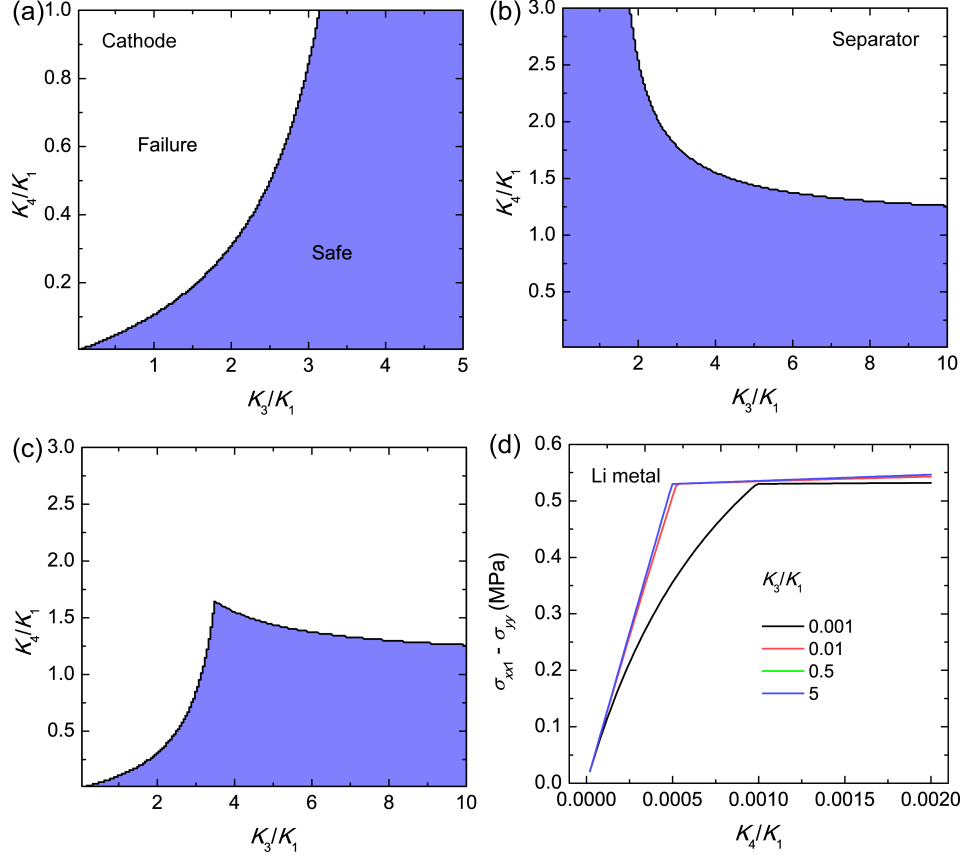 (a)
Cathode
Failure
Safe
1.0
0.8
0.6
0.4
0.2
K4/K1
1 2 3 4 5
K3/K1
(b)
Separator
3.0
2.5
2.0
1.5
1.0
0.5
K4/K1
2 4 6 8 10
K3/K1
(c)
3.0
2.5
2.0
1.5
1.0
0.5
K4/K1
2 4 6 8 10
K3/K1
(d)
Li metal
0.6
0.5
0.4
0.3
0.2
0.1
0.0
σxx1 - σyy (MPa)
K3/K1
0.001
0.01
0.5
5
0.0000 0.0005 0.0010 0.0015 0.0020
K4/K1